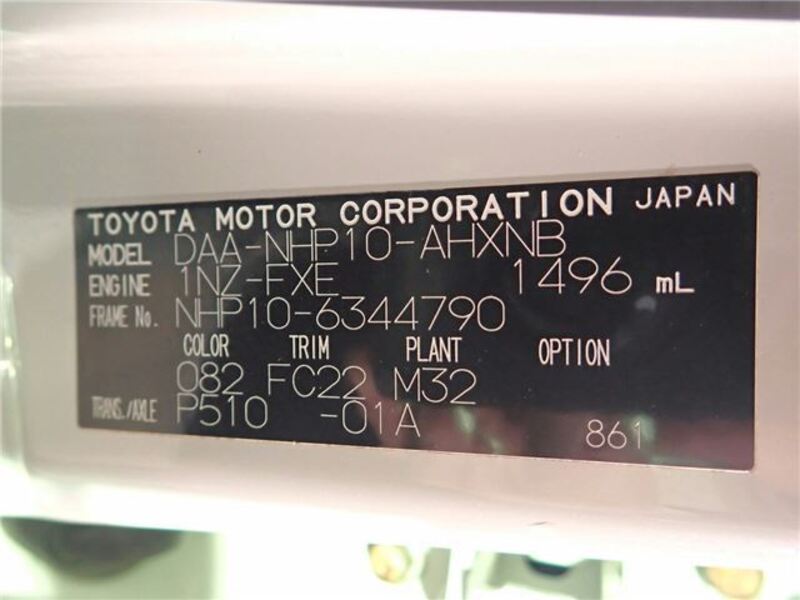 TOYOTA MOTOR CORPORATION JAPAN
MODEL DAA-NHP10-AHXNB
ENGINE 1NZ-FXE 1496 mL
FRAME No. NHP10-6344790
COLOR TRIM PLANT OPTION
082 FC22 M32
TRANS./AXLE P510 -01A
861